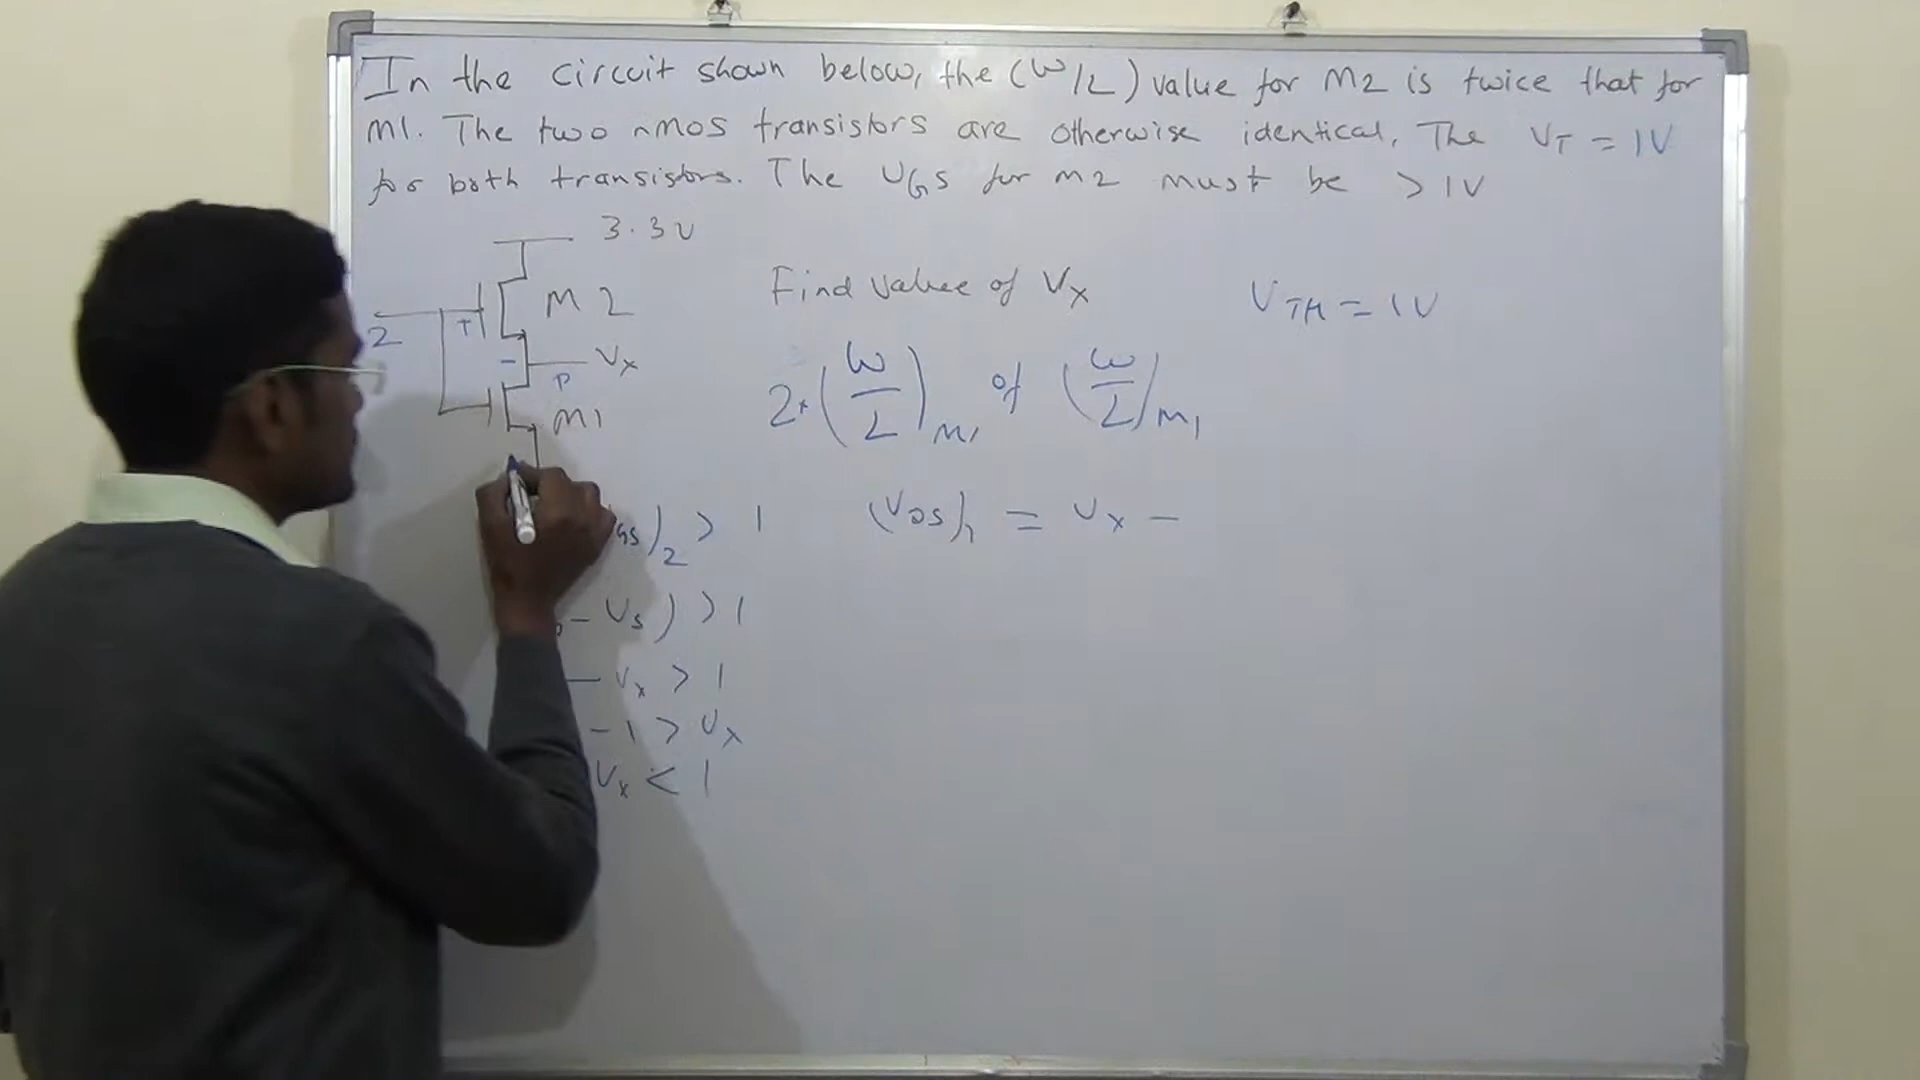 In the circuit shown below, the (W/L) value for M2 is twice that for
M1. The two nMOS transistors are otherwise identical. The VT = 1V
for both transistors. The VGS for M2 must be > 1V
3.3V
M2
Find value of Vx
VTH = 1V
2
+
-
Vx
P
M1
2×(W/L)M1 of (W/L)M1
GS)2 > 1
(VDS)1 = Vx -
- Vs) > 1
- Vx > 1
- 1 > Vx
Vx < 1